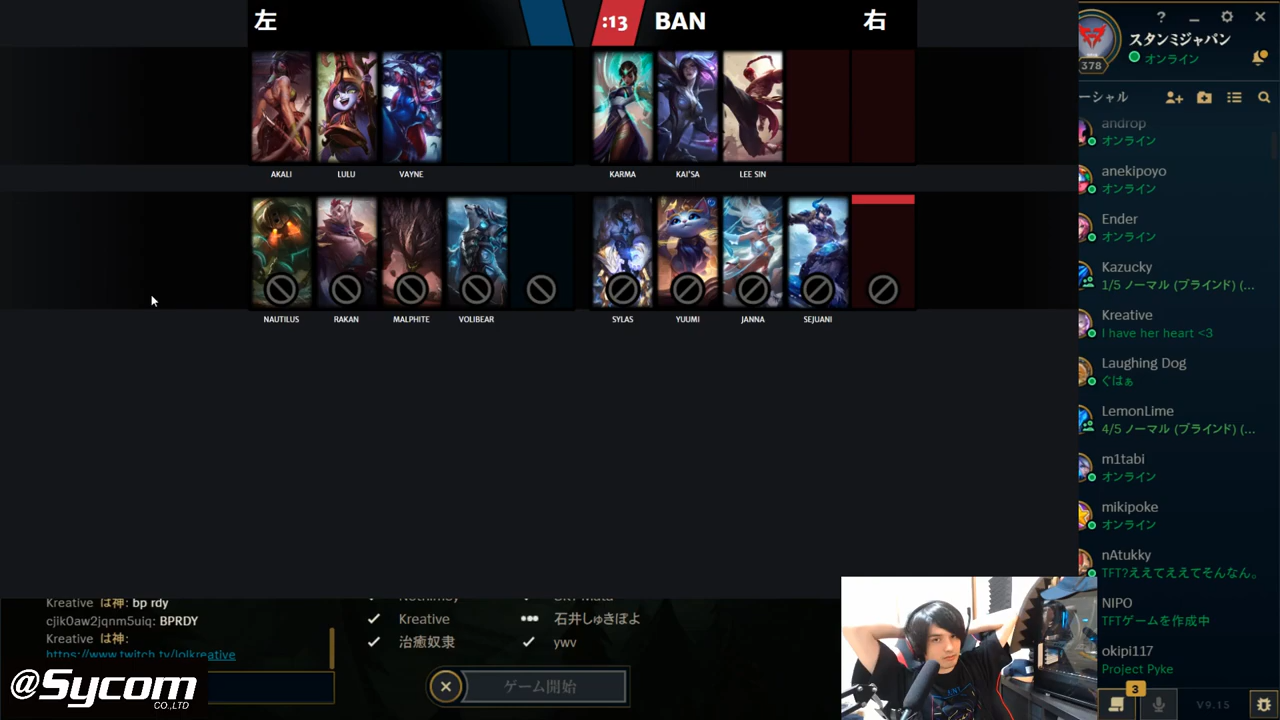 左
:13 BAN
右
AKALI
LULU
VAYNE
KARMA
KAI'SA
LEE SIN
NAUTILUS
RAKAN
MALPHITE
VOLIBEAR
SYLAS
YUUMI
JANNA
SEJUANI
378
スタンミジャパン
オンライン
ーシャル
androp
オンライン
anekipoyo
オンライン
Ender
オンライン
Kazucky
1/5 ノーマル (ブラインド) (...
Kreative
I have her heart <3
Laughing Dog
ぐはぁ
LemonLime
4/5 ノーマル (ブラインド) (...
m1tabi
オンライン
mikipoke
オンライン
nAtukky
TFT?ええてええてそんなん。
NIPO
TFTゲームを作成中
okipi117
Project Pyke
3
V9.15
Kreative は神: bp rdy
cjik0aw2jqnm5uiq: BPRDY
Kreative は神:
https://www.twitch.tv/lolkreative
Kreative
石井しゅきぽよ
治癒奴隷
ywv
ゲーム開始
@Sycom
CO.,LTD